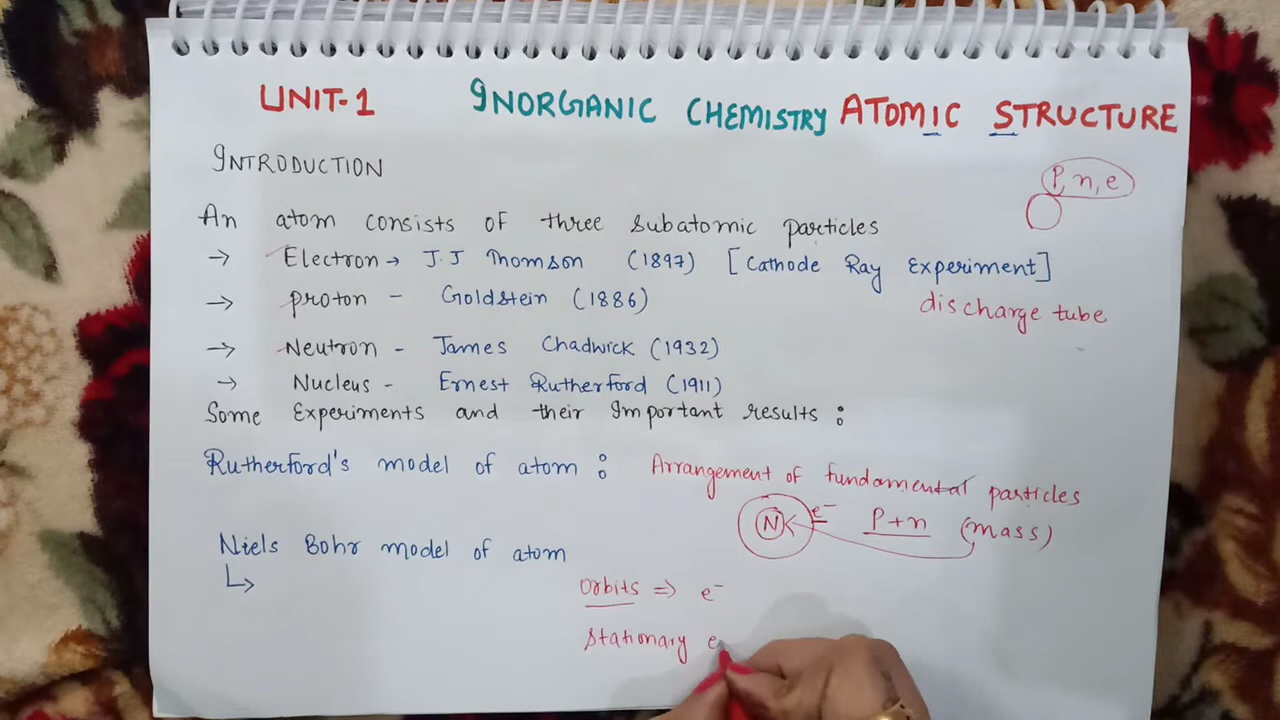 UNIT-1 INORGANIC CHEMISTRY ATOMIC STRUCTURE
INTRODUCTION
P, n, e
An atom consists of three subatomic particles
→ Electron → J.J Thomson (1897) [Cathode Ray Experiment]
→ proton - Goldstein (1886)
discharge tube
→ Neutron - James Chadwick (1932)
→ Nucleus - Ernest Rutherford (1911)
Some Experiments and their Important results :
Rutherford's model of atom : Arrangement of fundamental particles
N e⁻ P+n (mass)
Niels Bohr model of atom
Orbits ⇒ e⁻
Stationary e